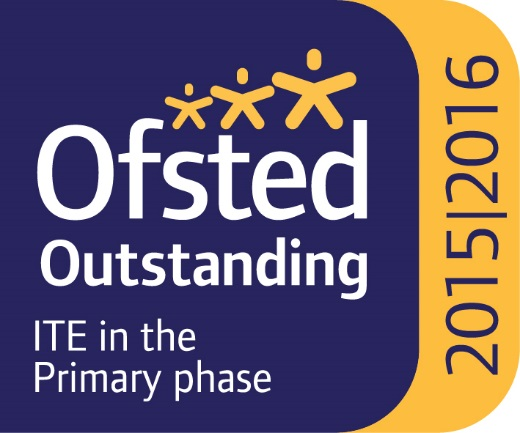 Ofsted
Outstanding
ITE in the
Primary phase
2015|2016